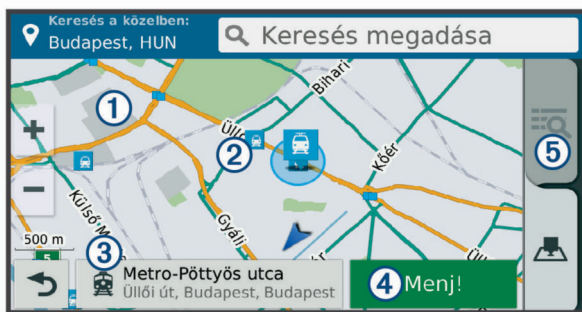 Keresés a közelben:
Budapest, HUN
Keresés megadása
Bihari
1
Üllő
2
5
Kőér
+
−
Külső M
Gyáli
500 m
5
3
Metro-Pöttyös utca
Üllői út, Budapest, Budapest
4 Menj!